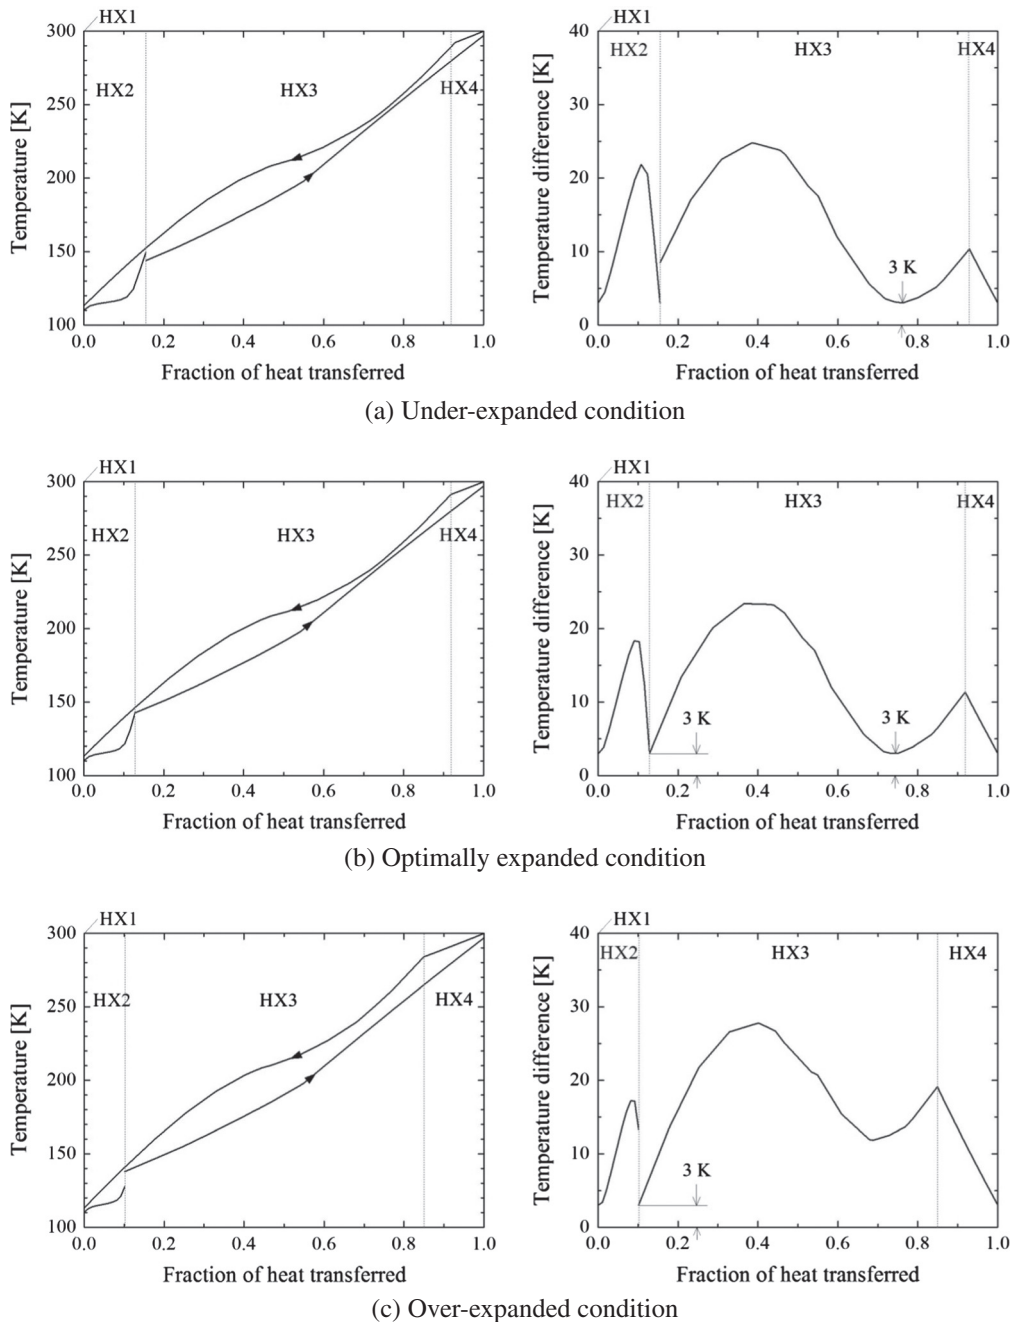 HX1
300
HX2
HX3
HX4
250
200
150
100
0.0 0.2 0.4 0.6 0.8 1.0
Temperature [K]
Fraction of heat transferred
HX1
40
HX2
HX3
HX4
30
20
10
3 K
0
0.0 0.2 0.4 0.6 0.8 1.0
Temperature difference [K]
Fraction of heat transferred
(a) Under-expanded condition
HX1
300
HX2
HX3
HX4
250
200
150
100
0.0 0.2 0.4 0.6 0.8 1.0
Temperature [K]
Fraction of heat transferred
HX1
40
HX2
HX3
HX4
30
20
10
3 K
3 K
0
0.0 0.2 0.4 0.6 0.8 1.0
Temperature difference [K]
Fraction of heat transferred
(b) Optimally expanded condition
HX1
300
HX2
HX3
HX4
250
200
150
100
0.0 0.2 0.4 0.6 0.8 1.0
Temperature [K]
Fraction of heat transferred
HX1
40
HX2
HX3
HX4
30
20
10
3 K
0
0.0 0.2 0.4 0.6 0.8 1.0
Temperature difference [K]
Fraction of heat transferred
(c) Over-expanded condition